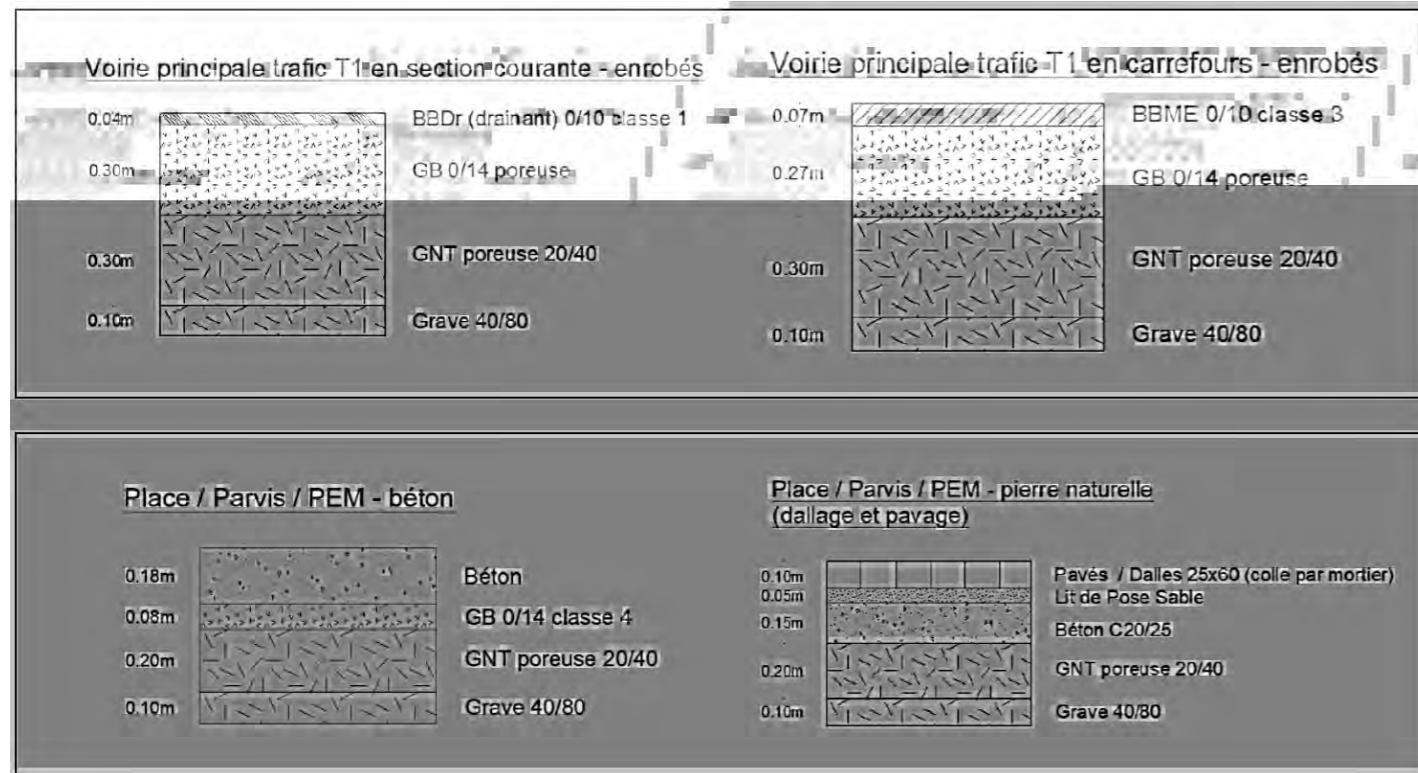 Voirie principale trafic T1 en section courante - enrobés
0.04m
BBDr (drainant) 0/10 classe 1
0.30m
GB 0/14 poreuse
0.30m
GNT poreuse 20/40
0.10m
Grave 40/80
Voirie principale trafic T1 en carrefours - enrobés
0.07m
BBME 0/10 classe 3
0.27m
GB 0/14 poreuse
0.30m
GNT poreuse 20/40
0.10m
Grave 40/80
Place / Parvis / PEM - béton
0.18m
Béton
0.08m
GB 0/14 classe 4
0.20m
GNT poreuse 20/40
0.10m
Grave 40/80
Place / Parvis / PEM - pierre naturelle
(dallage et pavage)
0.10m
Pavés / Dalles 25x60 (colle par mortier)
0.05m
Lit de Pose Sable
0.15m
Béton C20/25
0.20m
GNT poreuse 20/40
0.10m
Grave 40/80